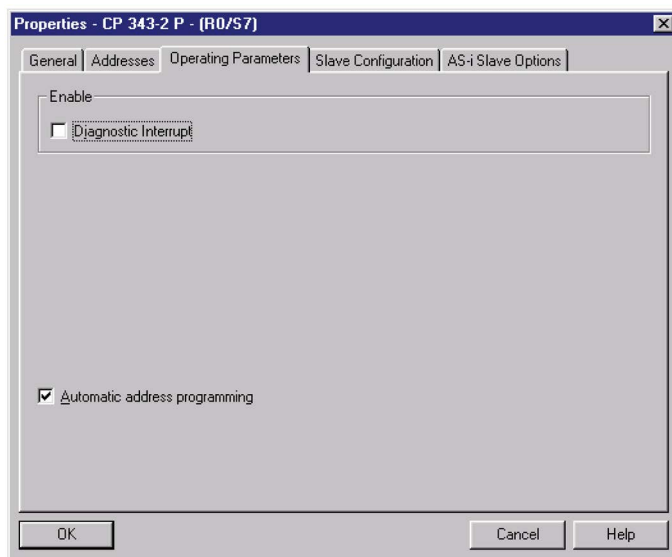 Properties - CP 343-2 P - (R0/S7)
General Addresses Operating Parameters Slave Configuration AS-i Slave Options
Enable
Diagnostic Interrupt
Automatic address programming
OK Cancel Help